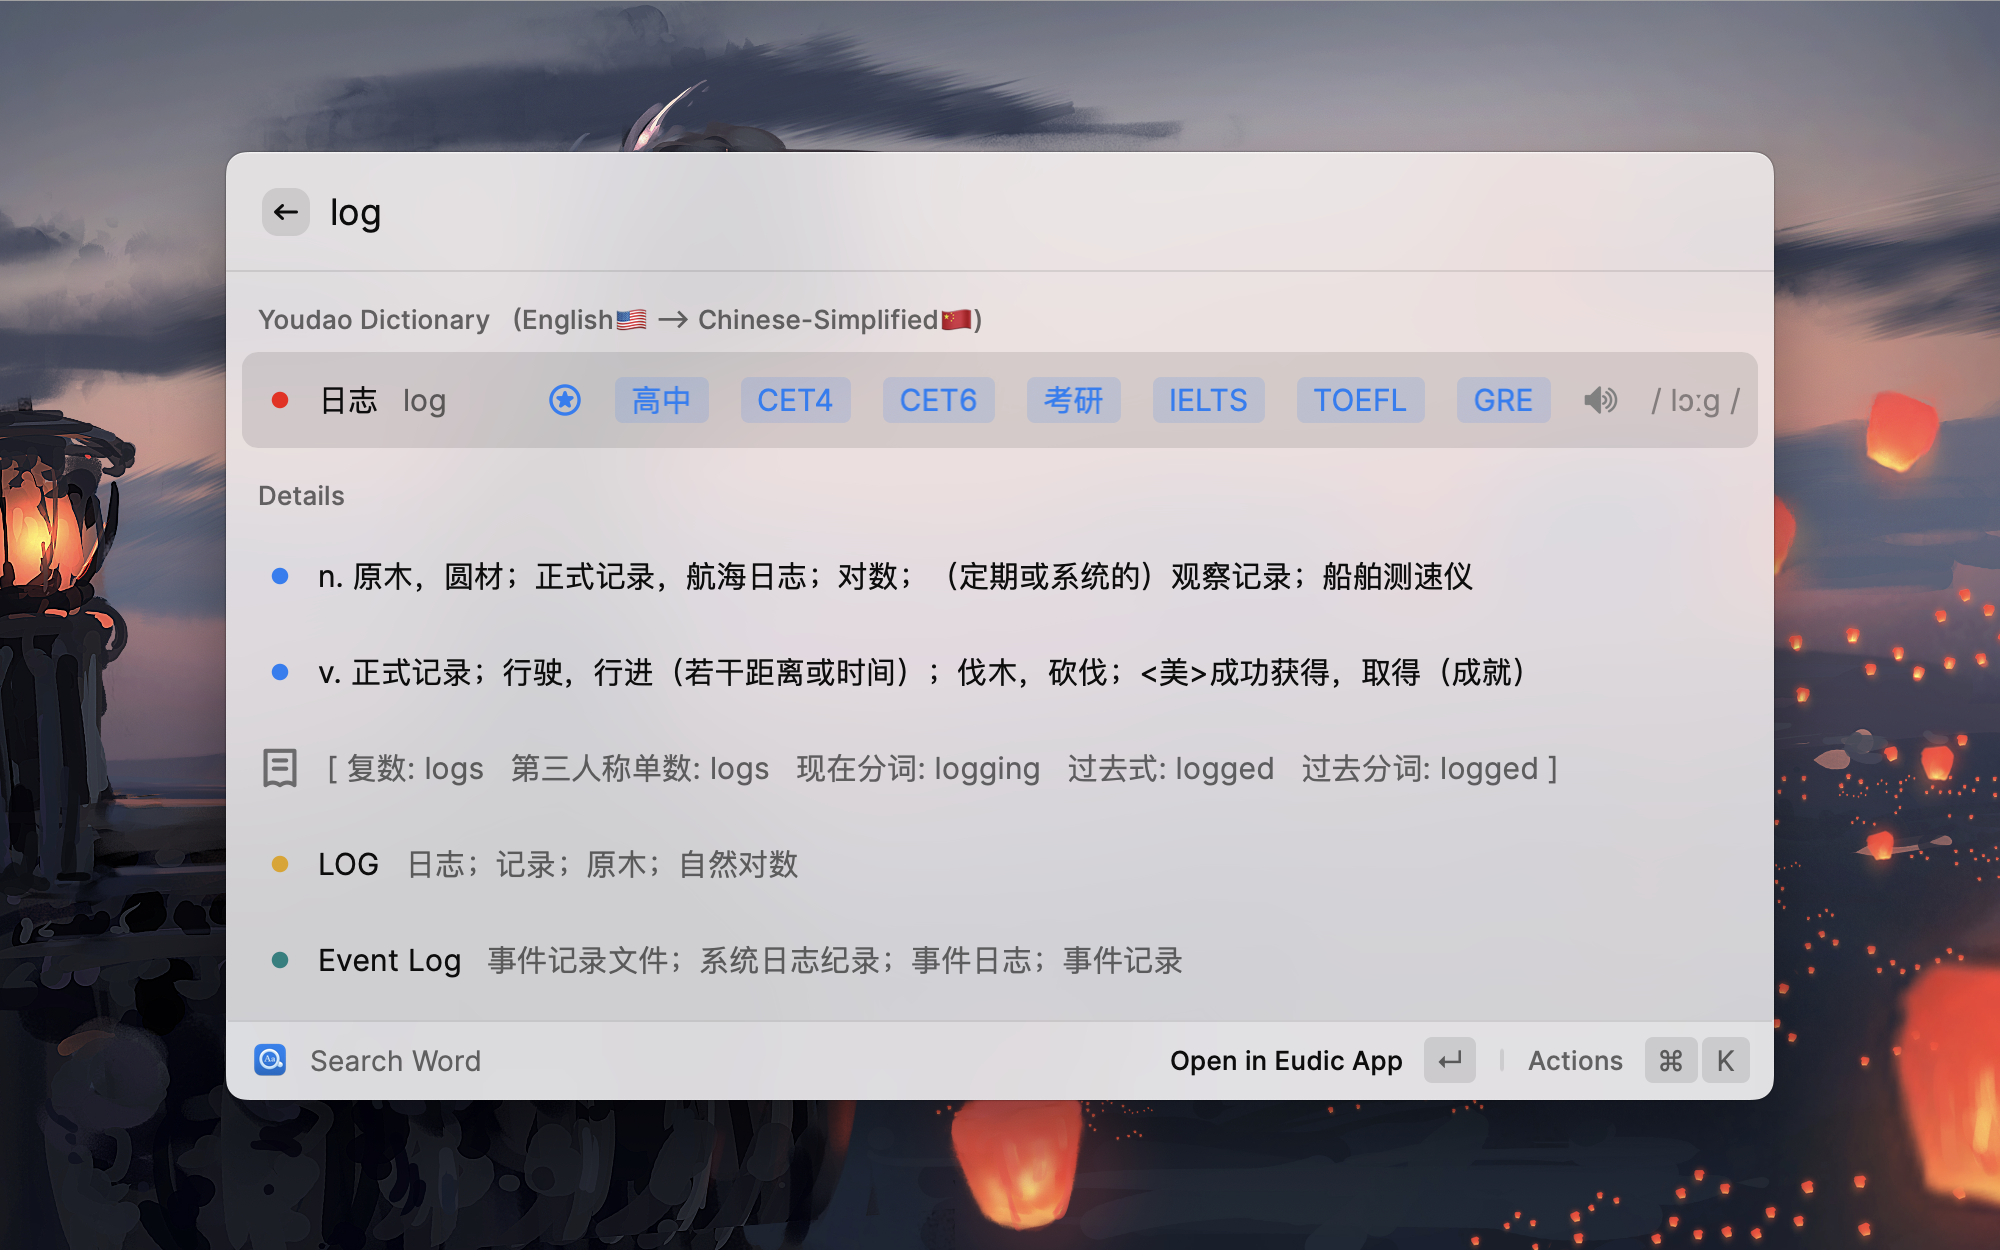 log
Youdao Dictionary (English🇺🇸 → Chinese-Simplified🇨🇳)
日志 log 高中 CET4 CET6 考研 IELTS TOEFL GRE / lɔːg /
Details
n. 原木，圆材；正式记录，航海日志；对数；（定期或系统的）观察记录；船舶测速仪
v. 正式记录；行驶，行进（若干距离或时间）；伐木，砍伐；<美>成功获得，取得（成就）
[ 复数: logs 第三人称单数: logs 现在分词: logging 过去式: logged 过去分词: logged ]
LOG 日志；记录；原木；自然对数
Event Log 事件记录文件；系统日志纪录；事件日志；事件记录
Aa Search Word Open in Eudic App ↵ Actions ⌘ K